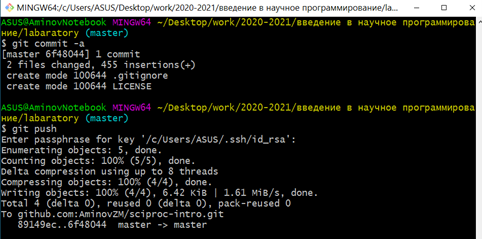 MINGW64:/c/Users/ASUS/Desktop/work/2020-2021/введение в научное программирование/la...
ASUS@AminovNotebook MINGW64 ~/Desktop/work/2020-2021/введение в научное программирова
ние/labaratory (master)
$ git commit -a
[master 6f48044] 1 commit
 2 files changed, 455 insertions(+)
 create mode 100644 .gitignore
 create mode 100644 LICENSE
ASUS@AminovNotebook MINGW64 ~/Desktop/work/2020-2021/введение в научное программирова
ние/labaratory (master)
$ git push
Enter passphrase for key '/c/Users/ASUS/.ssh/id_rsa':
Enumerating objects: 5, done.
Counting objects: 100% (5/5), done.
Delta compression using up to 8 threads
Compressing objects: 100% (4/4), done.
Writing objects: 100% (4/4), 6.42 KiB | 1.61 MiB/s, done.
Total 4 (delta 0), reused 0 (delta 0), pack-reused 0
To github.com:AminovZM/sciproc-intro.git
   89149ec..6f48044  master -> master